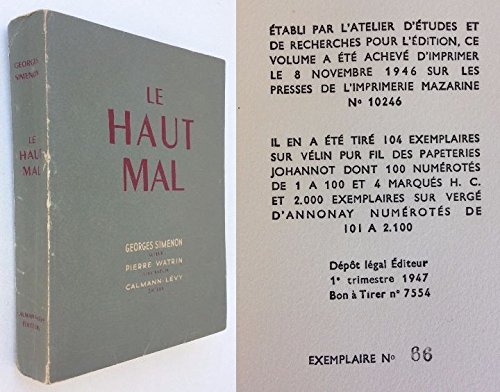 GEORGES
SIMENON
LE
HAUT
MAL
LE
HAUT
MAL
GEORGES SIMENON
PIERRE WATRIN
CALMANN-LÉVY
ÉTABLI PAR L'ATELIER D'ÉTUDES ET
DE RECHERCHES POUR L'ÉDITION, CE
VOLUME A ÉTÉ ACHEVÉ D'IMPRIMER
LE 8 NOVEMBRE 1946 SUR LES
PRESSES DE L'IMPRIMERIE MAZARINE
No 10246
IL EN A ÉTÉ TIRÉ 104 EXEMPLAIRES
SUR VÉLIN PUR FIL DES PAPETERIES
JOHANNOT DONT 100 NUMÉROTÉS
DE 1 A 100 ET 4 MARQUÉS H. C.
ET 2.000 EXEMPLAIRES SUR VERGÉ
D'ANNONAY NUMÉROTÉS DE
101 A 2.100
Dépôt légal Éditeur
1e trimestre 1947
Bon à Tirer no 7554
EXEMPLAIRE No 86